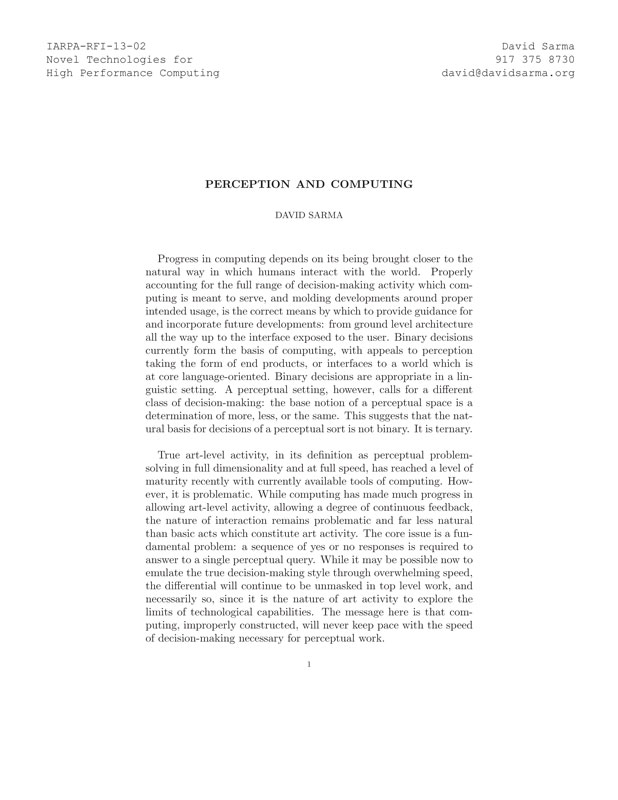 IARPA-RFI-13-02
Novel Technologies for
High Performance Computing
David Sarma
917 375 8730
david@davidsarma.org
PERCEPTION AND COMPUTING
DAVID SARMA
Progress in computing depends on its being brought closer to the
natural way in which humans interact with the world. Properly
accounting for the full range of decision-making activity which com-
puting is meant to serve, and molding developments around proper
intended usage, is the correct means by which to provide guidance for
and incorporate future developments: from ground level architecture
all the way up to the interface exposed to the user. Binary decisions
currently form the basis of computing, with appeals to perception
taking the form of end products, or interfaces to a world which is
at core language-oriented. Binary decisions are appropriate in a lin-
guistic setting. A perceptual setting, however, calls for a different
class of decision-making: the base notion of a perceptual space is a
determination of more, less, or the same. This suggests that the nat-
ural basis for decisions of a perceptual sort is not binary. It is ternary.
True art-level activity, in its definition as perceptual problem-
solving in full dimensionality and at full speed, has reached a level of
maturity recently with currently available tools of computing. How-
ever, it is problematic. While computing has made much progress in
allowing art-level activity, allowing a degree of continuous feedback,
the nature of interaction remains problematic and far less natural
than basic acts which constitute art activity. The core issue is a fun-
damental problem: a sequence of yes or no responses is required to
answer to a single perceptual query. While it may be possible now to
emulate the true decision-making style through overwhelming speed,
the differential will continue to be unmasked in top level work, and
necessarily so, since it is the nature of art activity to explore the
limits of technological capabilities. The message here is that com-
puting, improperly constructed, will never keep pace with the speed
of decision-making necessary for perceptual work.
1